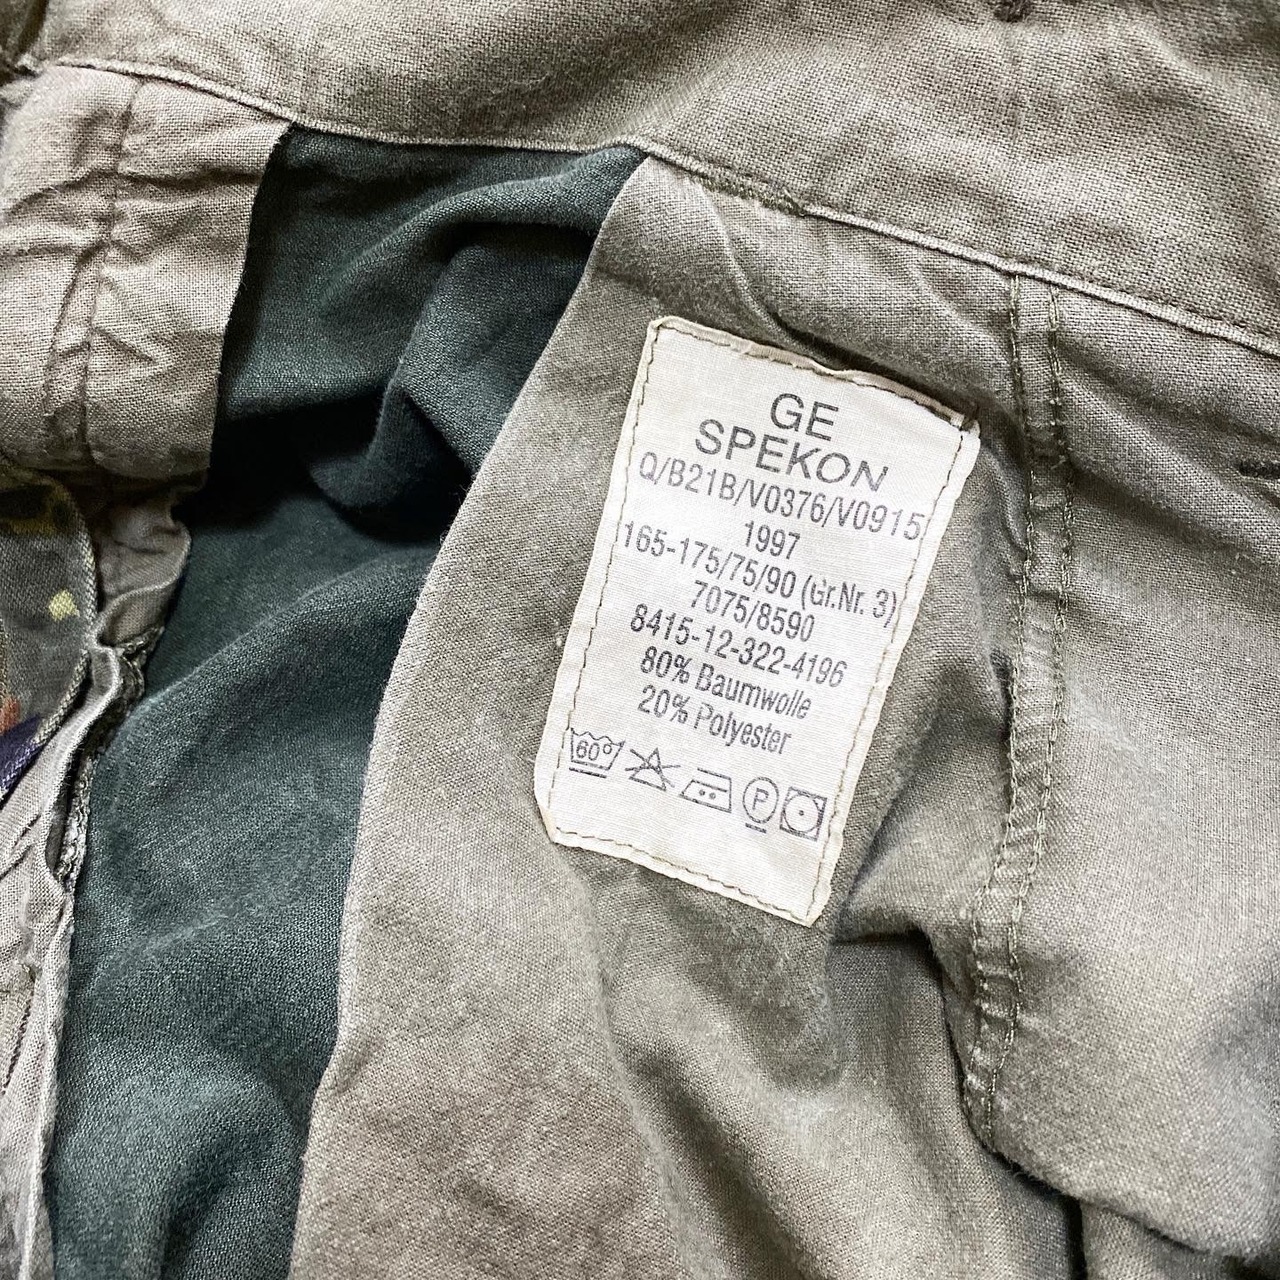 GE
SPEKON
Q/B21B/V0376/V0915
1997
165-175/75/90 (Gr.Nr. 3)
7075/8590
8415-12-322-4196
80% Baumwolle
20% Polyester
60°
P